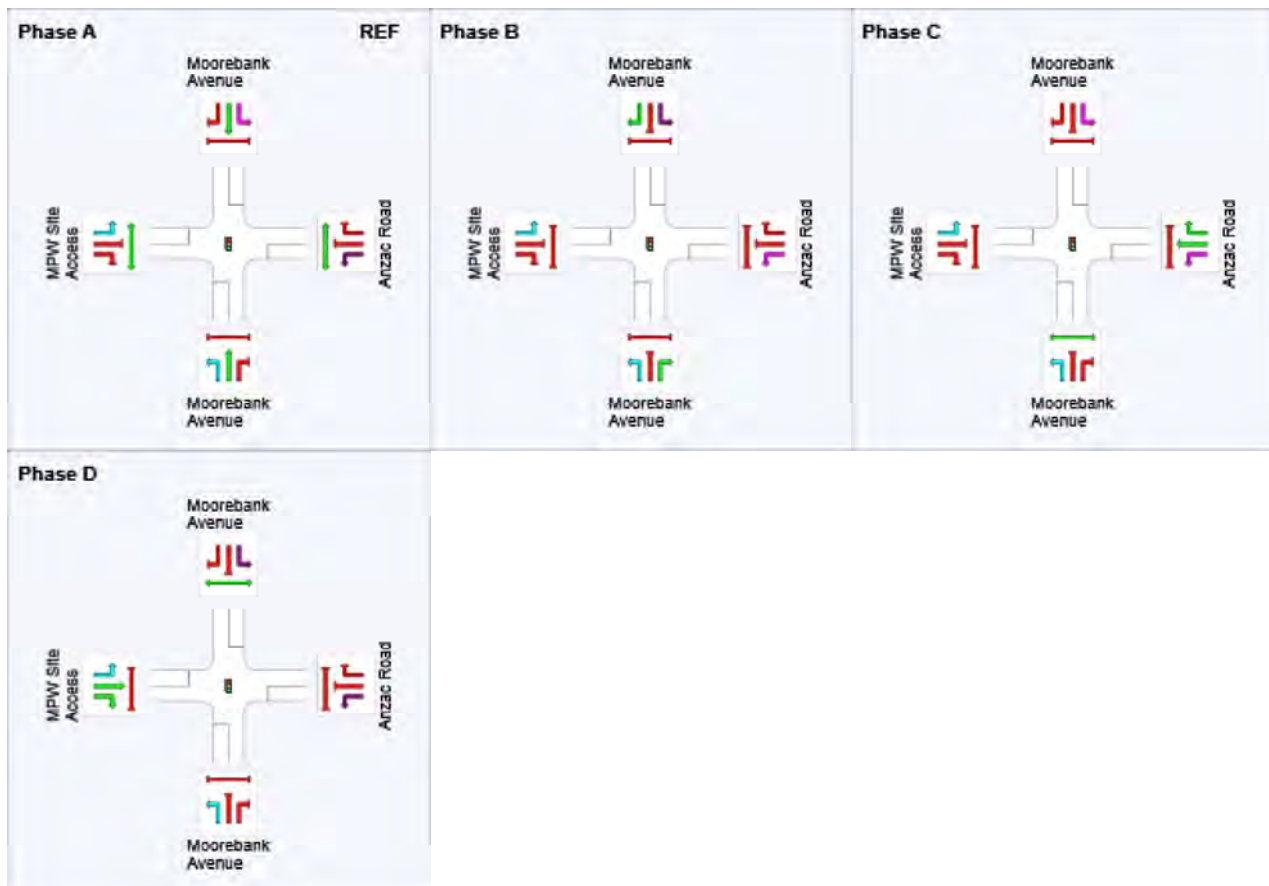 Phase A
REF
Moorebank
Avenue
MPW Site
Access
Anzac Road
Moorebank
Avenue
Phase B
Moorebank
Avenue
MPW Site
Access
Anzac Road
Moorebank
Avenue
Phase C
Moorebank
Avenue
MPW Site
Access
Anzac Road
Moorebank
Avenue
Phase D
Moorebank
Avenue
MPW Site
Access
Anzac Road
Moorebank
Avenue